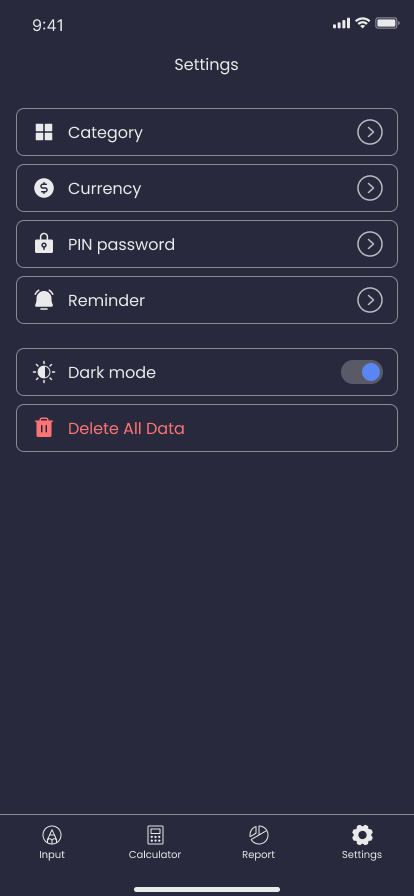 9:41
Settings
Category
Currency
PIN password
Reminder
Dark mode
Delete All Data
Input
Calculator
Report
Settings